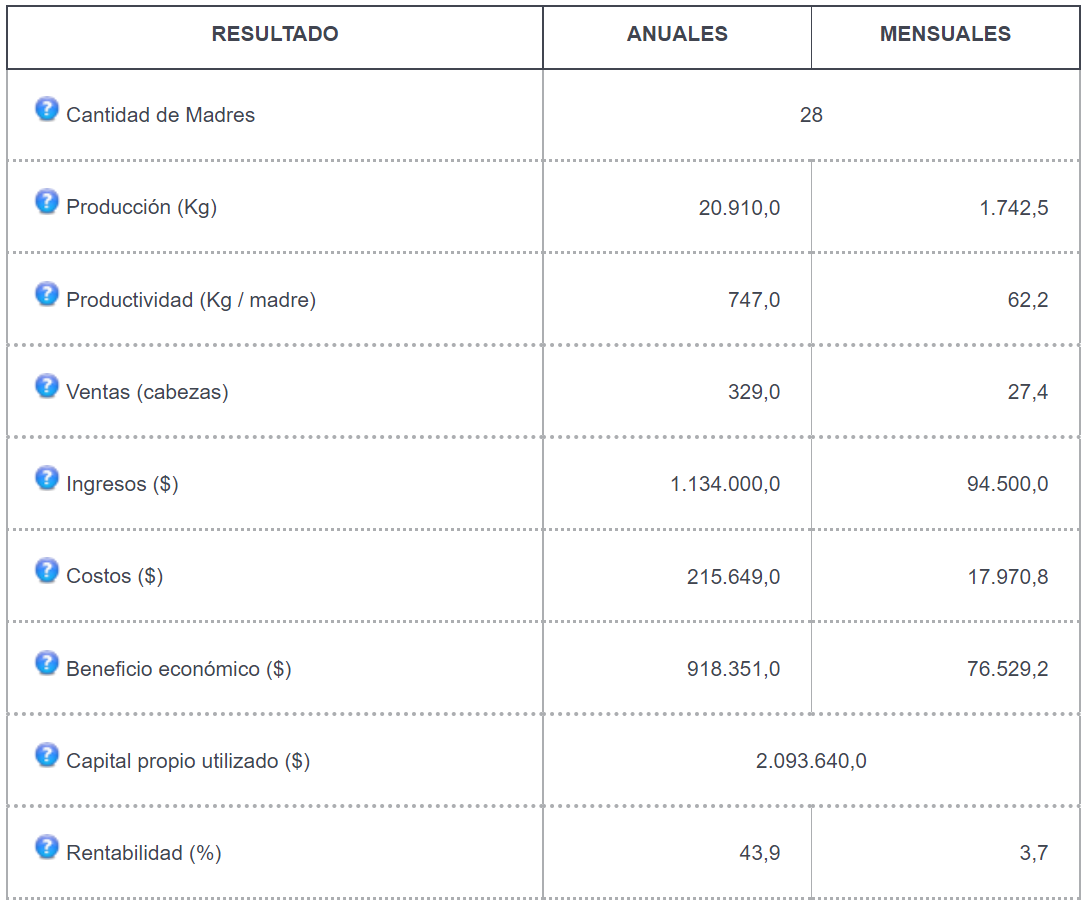 RESULTADO ANUALES MENSUALES
? Cantidad de Madres 28
? Producción (Kg) 20.910,0 1.742,5
? Productividad (Kg / madre) 747,0 62,2
? Ventas (cabezas) 329,0 27,4
? Ingresos ($) 1.134.000,0 94.500,0
? Costos ($) 215.649,0 17.970,8
? Beneficio económico ($) 918.351,0 76.529,2
? Capital propio utilizado ($) 2.093.640,0
? Rentabilidad (%) 43,9 3,7